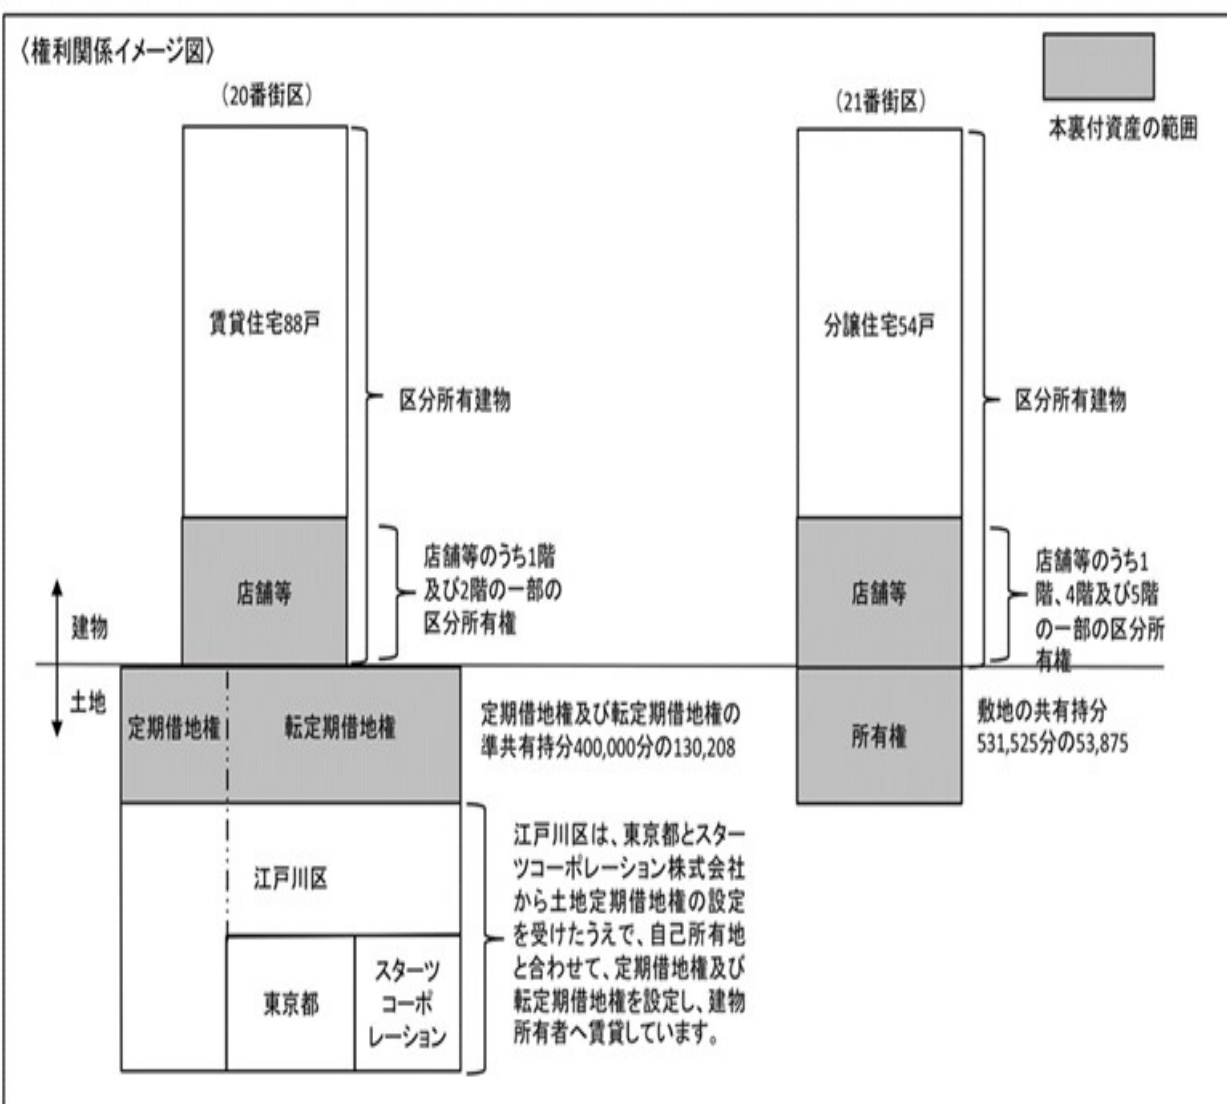 〈権利関係イメージ図〉
（20番街区）
（21番街区）
本裏付資産の範囲
賃貸住宅88戸
分譲住宅54戸
区分所有建物
区分所有建物
店舗等
店舗等のうち1階
及び2階の一部の
区分所有権
店舗等
店舗等のうち1
階、4階及び5階
の一部の区分所
有権
建物
土地
定期借地権
転定期借地権
定期借地権及び転定期借地権の
準共有持分400,000分の130,208
所有権
敷地の共有持分
531,525分の53,875
江戸川区
東京都
スターツ
コーポ
レーション
江戸川区は、東京都とスター
ツコーポレーション株式会社
から土地定期借地権の設定
を受けたうえで、自己所有地
と合わせて、定期借地権及び
転定期借地権を設定し、建物
所有者へ賃貸しています。